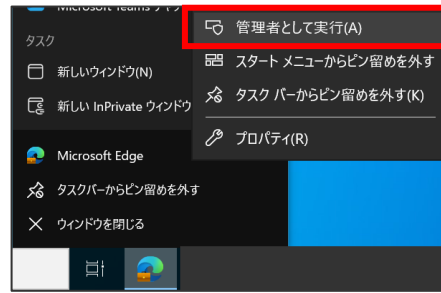 Microsoft Teams
タスク
新しいウィンドウ(N)
新しい InPrivate ウィンドウ
Microsoft Edge
タスクバーからピン留めを外す
ウィンドウを閉じる
管理者として実行(A)
スタート メニューからピン留めを外す
タスク バーからピン留めを外す(K)
プロパティ(R)